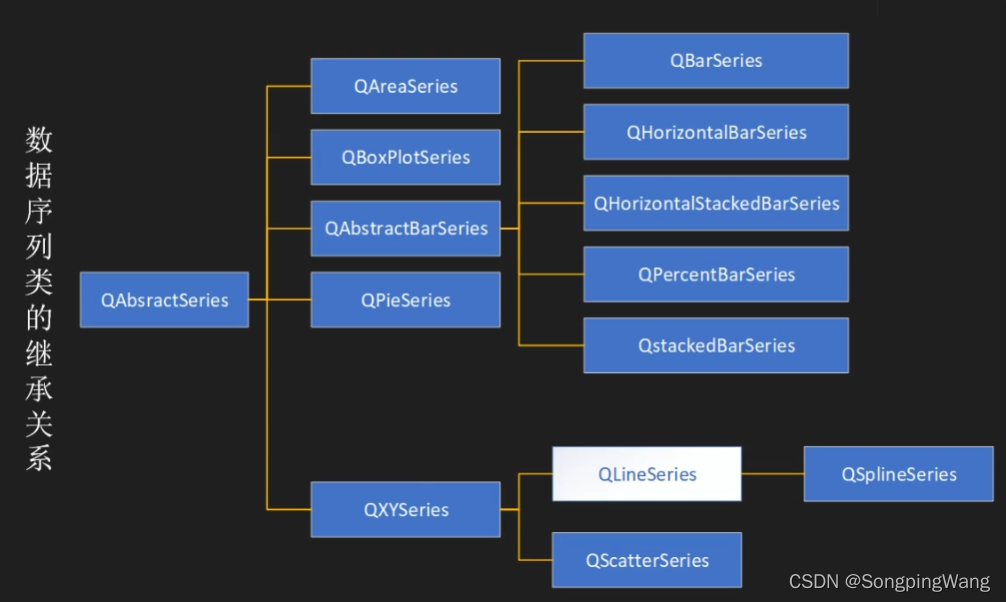 数据序列类的继承关系
QAbsractSeries
QAreaSeries
QBoxPlotSeries
QAbstractBarSeries
QPieSeries
QXYSeries
QBarSeries
QHorizontalBarSeries
QHorizontalStackedBarSeries
QPercentBarSeries
QstackedBarSeries
QLineSeries
QScatterSeries
QSplineSeries
CSDN @SongpingWang